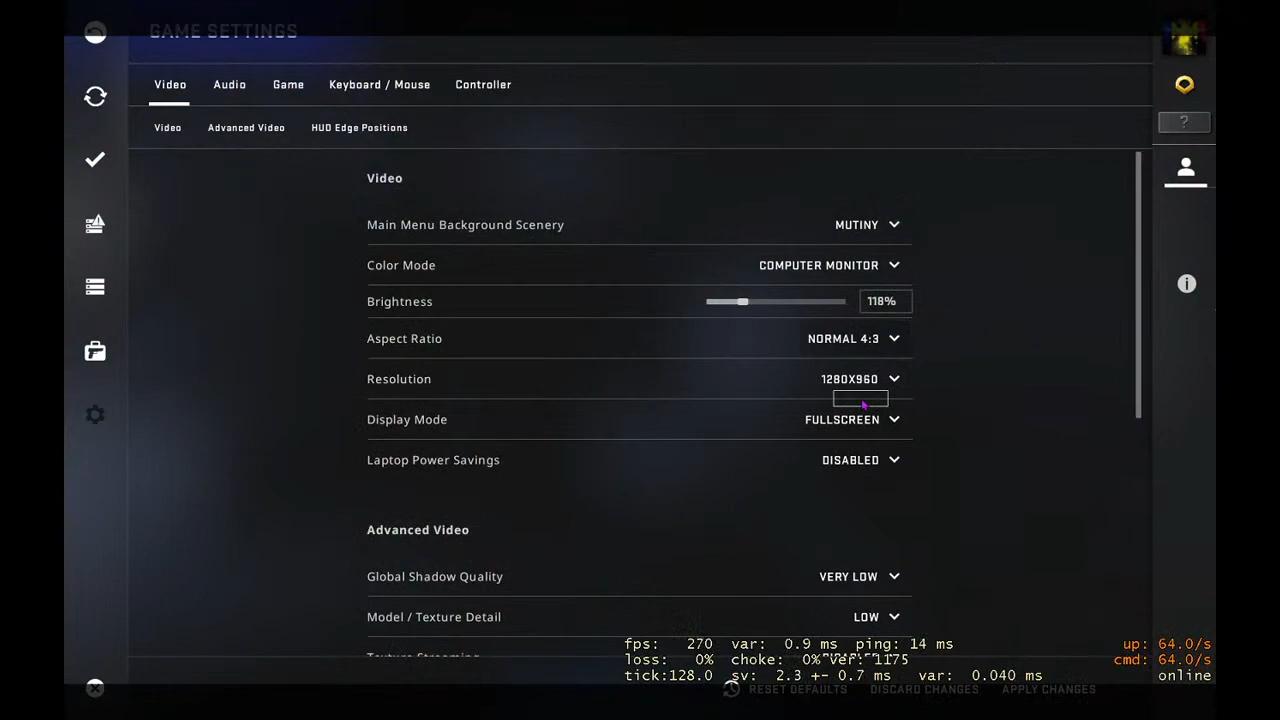 GAME SETTINGS
Video Audio Game Keyboard / Mouse Controller
?
Video Advanced Video HUD Edge Positions
Video
Main Menu Background Scenery MUTINY
Color Mode COMPUTER MONITOR
Brightness 118%
Aspect Ratio NORMAL 4:3
Resolution 1280X960
Display Mode FULLSCREEN
Laptop Power Savings DISABLED
Advanced Video
Global Shadow Quality VERY LOW
Model / Texture Detail LOW
fps: 270 var: 0.9 ms ping: 14 ms up: 64.0/s
Texture Streaming
loss: 0% choke: 0% ver: 1175 cmd: 64.0/s
tick:128.0 sv: 2.3 +- 0.7 ms var: 0.040 ms online
RESET DEFAULTS DISCARD CHANGES APPLY CHANGES